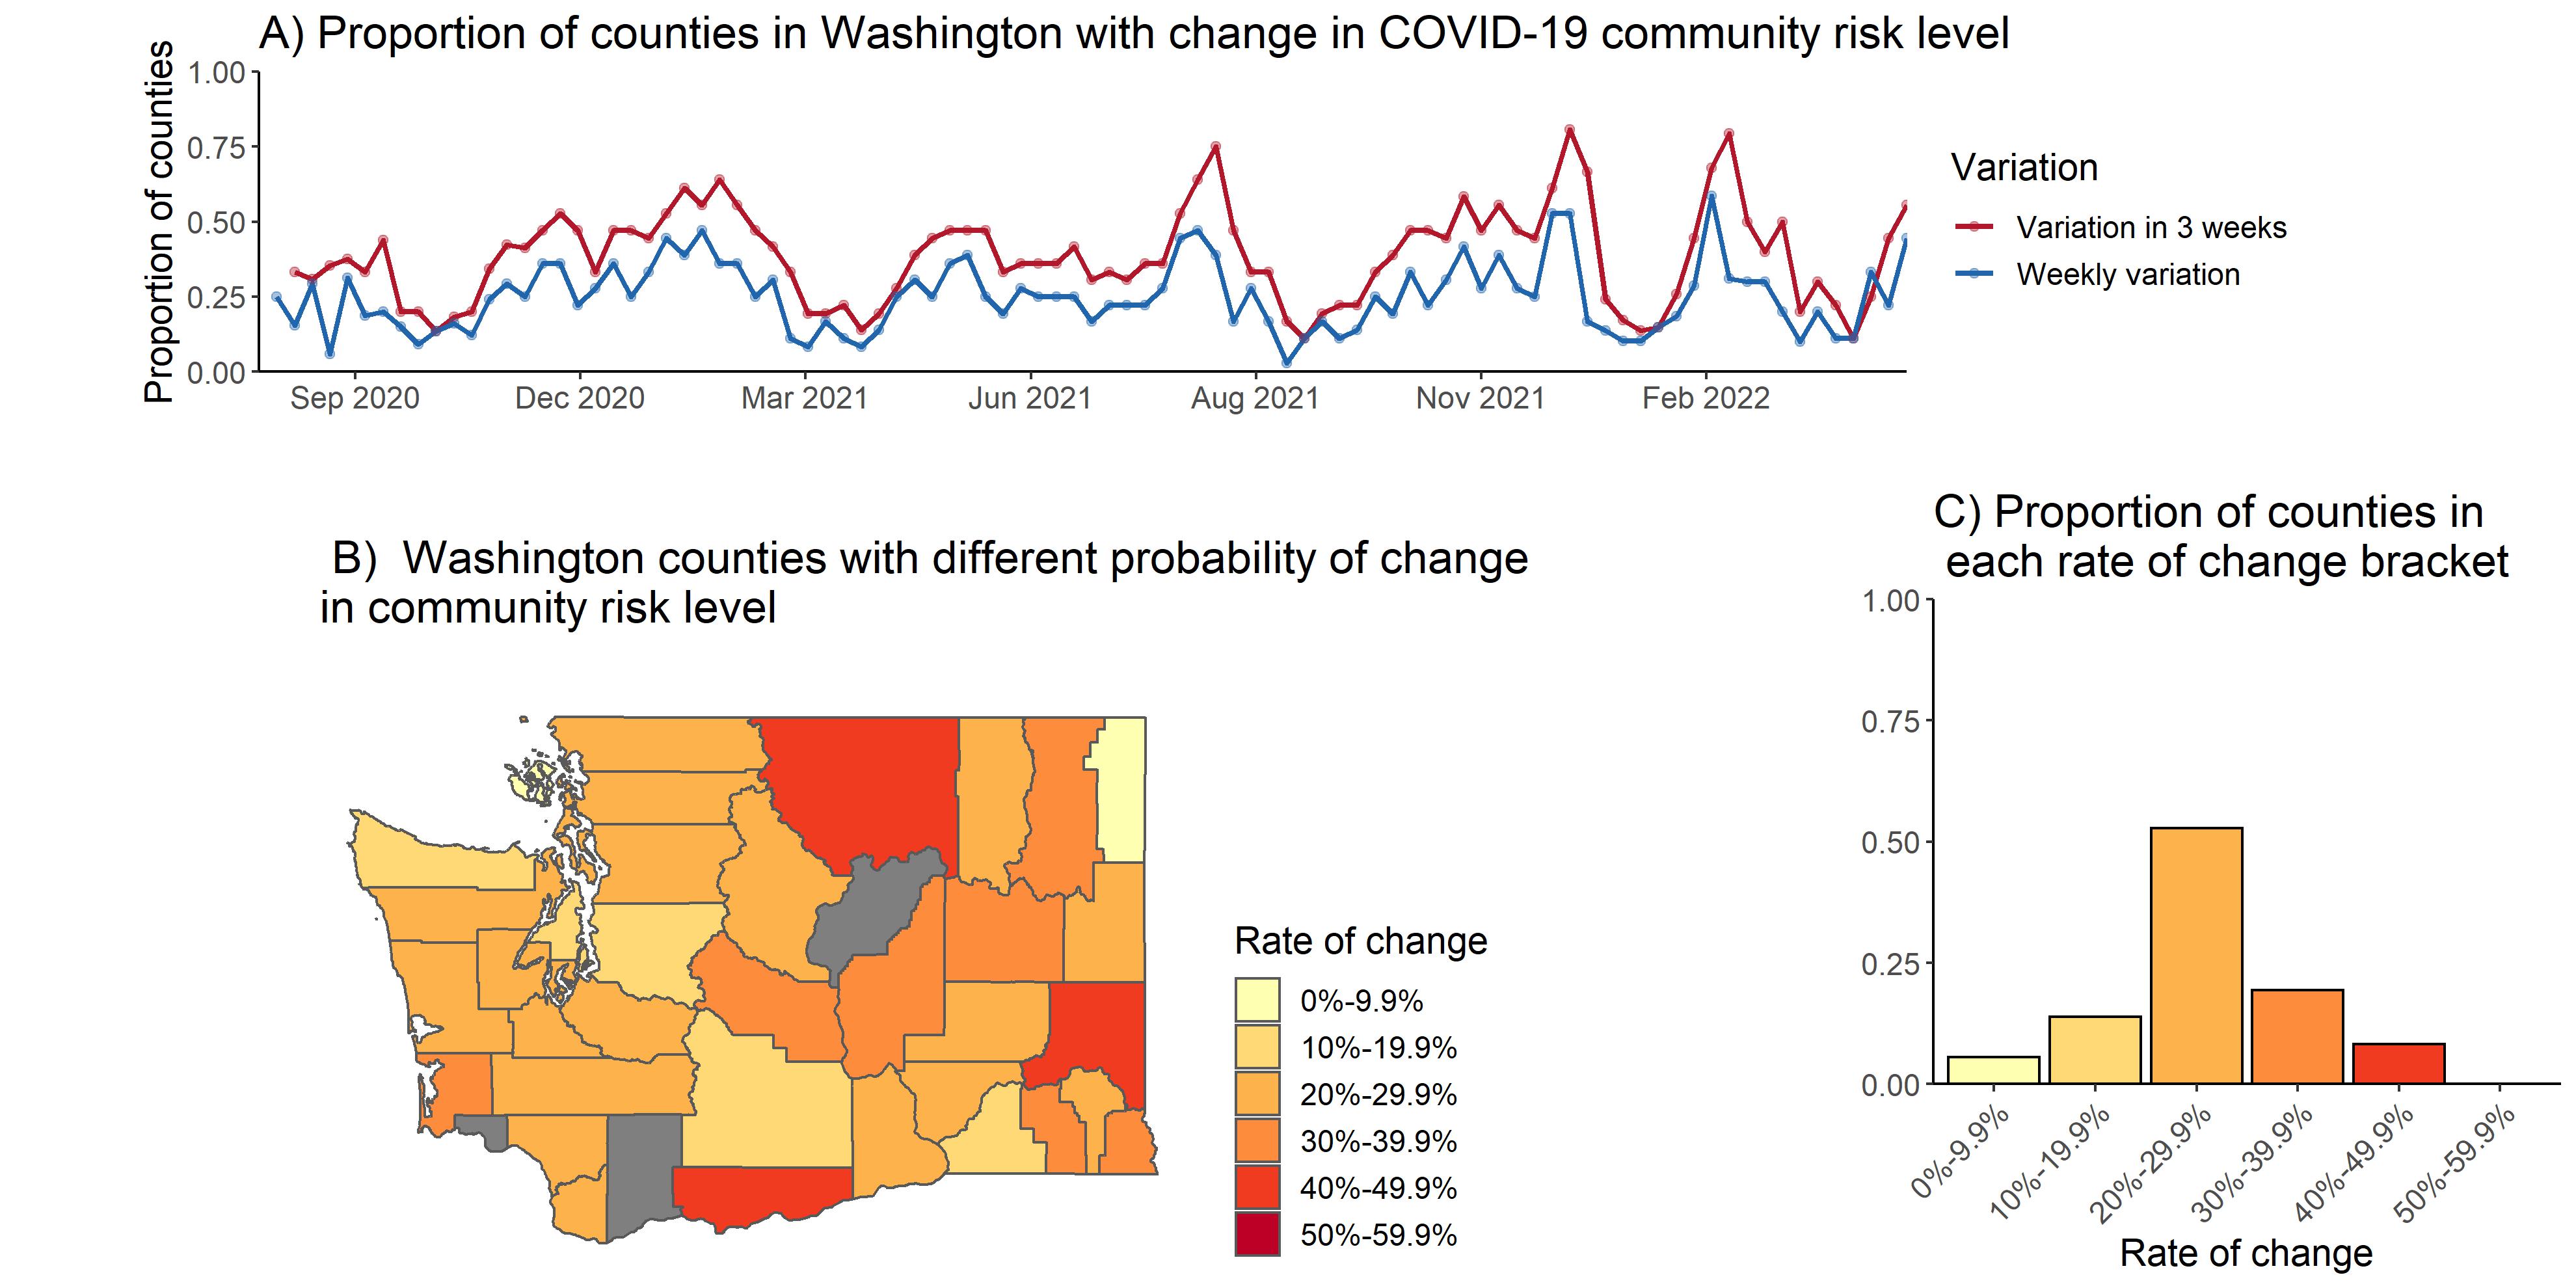 A) Proportion of counties in Washington with change in COVID-19 community risk level
Proportion of counties
1.00
0.75
0.50
0.25
0.00
Sep 2020
Dec 2020
Mar 2021
Jun 2021
Aug 2021
Nov 2021
Feb 2022
Variation
Variation in 3 weeks
Weekly variation
B)  Washington counties with different probability of change
in community risk level
Rate of change
0%-9.9%
10%-19.9%
20%-29.9%
30%-39.9%
40%-49.9%
50%-59.9%
C) Proportion of counties in
each rate of change bracket
1.00
0.75
0.50
0.25
0.00
0%-9.9%
10%-19.9%
20%-29.9%
30%-39.9%
40%-49.9%
50%-59.9%
Rate of change